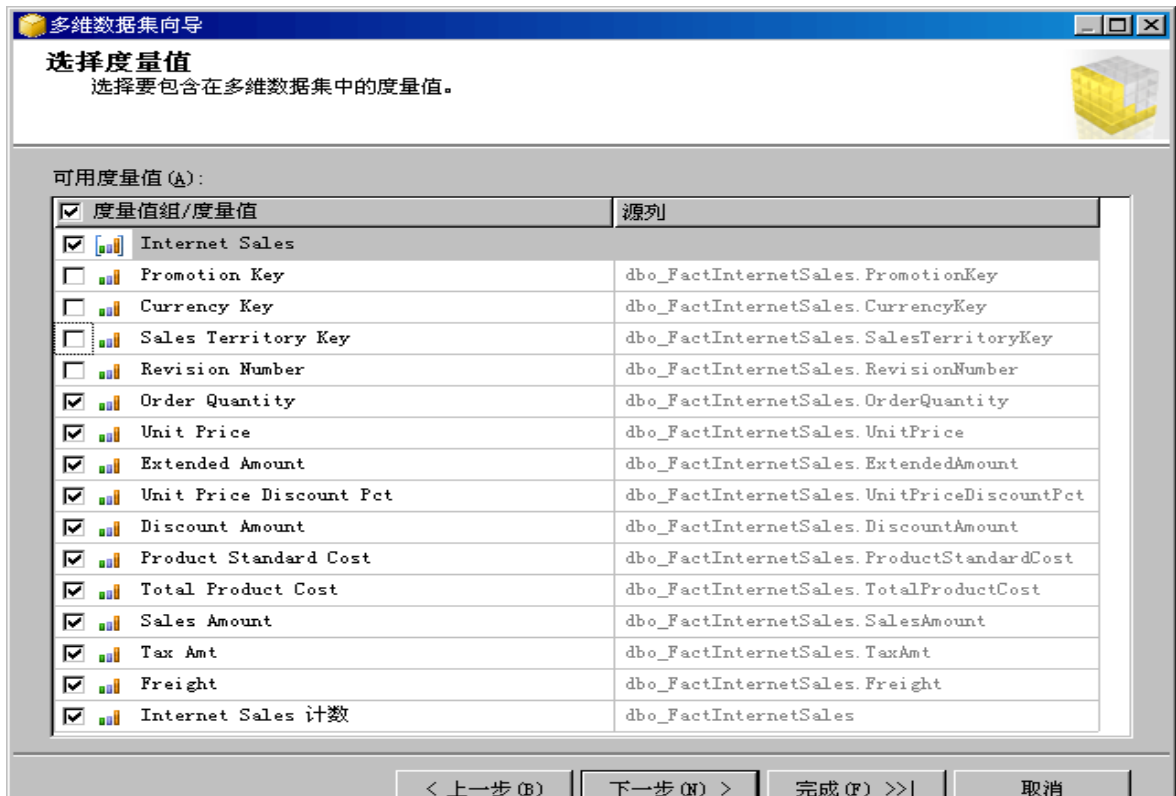 多维数据集向导
选择度量值
选择要包含在多维数据集中的度量值。
可用度量值(A):
度量值组/度量值 源列
Internet Sales
Promotion Key dbo_FactInternetSales.PromotionKey
Currency Key dbo_FactInternetSales.CurrencyKey
Sales Territory Key dbo_FactInternetSales.SalesTerritoryKey
Revision Number dbo_FactInternetSales.RevisionNumber
Order Quantity dbo_FactInternetSales.OrderQuantity
Unit Price dbo_FactInternetSales.UnitPrice
Extended Amount dbo_FactInternetSales.ExtendedAmount
Unit Price Discount Pct dbo_FactInternetSales.UnitPriceDiscountPct
Discount Amount dbo_FactInternetSales.DiscountAmount
Product Standard Cost dbo_FactInternetSales.ProductStandardCost
Total Product Cost dbo_FactInternetSales.TotalProductCost
Sales Amount dbo_FactInternetSales.SalesAmount
Tax Amt dbo_FactInternetSales.TaxAmt
Freight dbo_FactInternetSales.Freight
Internet Sales 计数 dbo_FactInternetSales
< 上一步(B) 下一步(N) > 完成(F) >>| 取消